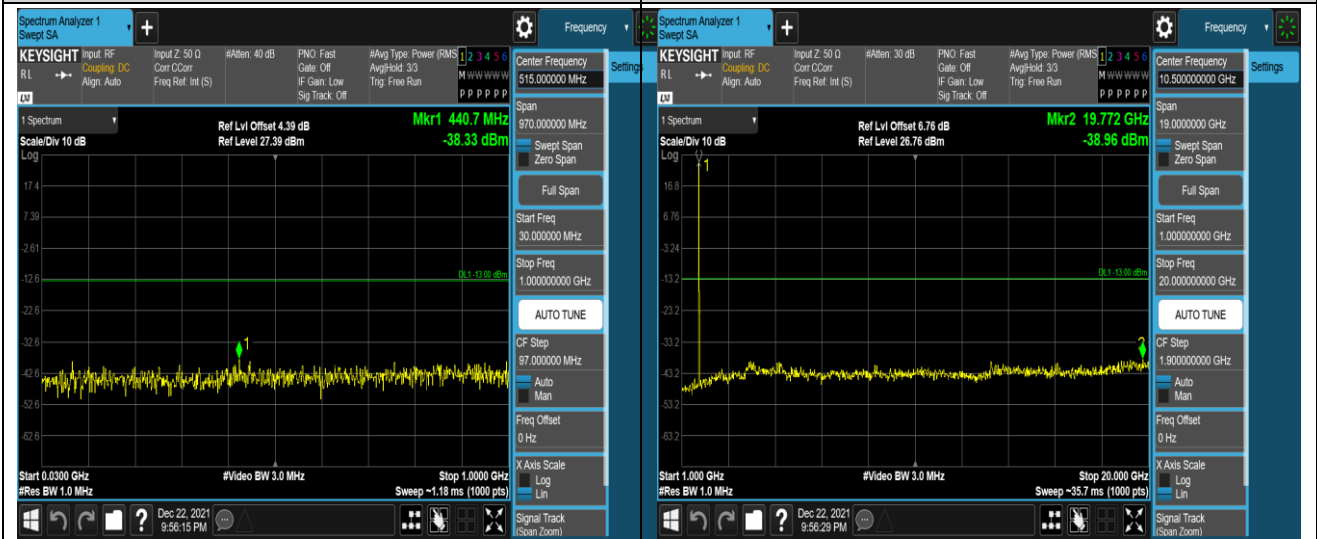 Spectrum Analyzer 1
Swept SA
Frequency
KEYSIGHT
RL
LXI
Input: RF
Coupling: DC
Align: Auto
Input Z: 50 Ω
Corr CCorr
Freq Ref: Int (S)
#Atten: 40 dB
PNO: Fast
Gate: Off
IF Gain: Low
Sig Track: Off
#Avg Type: Power (RMS
Avg|Hold: 3/3
Trig: Free Run
1 2 3 4 5 6
M W W W W W
P P P P P P
Center Frequency
515.000000 MHz
Settings
Span
970.000000 MHz
Swept Span
Zero Span
Full Span
Start Freq
30.000000 MHz
Stop Freq
1.000000000 GHz
AUTO TUNE
CF Step
97.000000 MHz
Auto
Man
Freq Offset
0 Hz
X Axis Scale
Log
Lin
Signal Track
(Span Zoom)
1 Spectrum
Scale/Div 10 dB
Log
Ref Lvl Offset 4.39 dB
Ref Level 27.39 dBm
Mkr1 440.7 MHz
-38.33 dBm
17.4
7.39
-2.61
DL1 -13.00 dBm
-12.6
-22.6
-32.6
1
-42.6
-52.6
-62.6
Start 0.0300 GHz
#Res BW 1.0 MHz
#Video BW 3.0 MHz
Stop 1.0000 GHz
Sweep ~1.18 ms (1000 pts)
Dec 22, 2021
9:56:15 PM
Spectrum Analyzer 1
Swept SA
Frequency
KEYSIGHT
RL
LXI
Input: RF
Coupling: DC
Align: Auto
Input Z: 50 Ω
Corr CCorr
Freq Ref: Int (S)
#Atten: 30 dB
PNO: Fast
Gate: Off
IF Gain: Low
Sig Track: Off
#Avg Type: Power (RMS
Avg|Hold: 3/3
Trig: Free Run
1 2 3 4 5 6
M W W W W W
P P P P P P
Center Frequency
10.500000000 GHz
Settings
Span
19.0000000 GHz
Swept Span
Zero Span
Full Span
Start Freq
1.000000000 GHz
Stop Freq
20.000000000 GHz
AUTO TUNE
CF Step
1.900000000 GHz
Auto
Man
Freq Offset
0 Hz
X Axis Scale
Log
Lin
Signal Track
(Span Zoom)
1 Spectrum
Scale/Div 10 dB
Log
Ref Lvl Offset 6.76 dB
Ref Level 26.76 dBm
Mkr2 19.772 GHz
-38.96 dBm
1
16.8
6.76
-3.24
DL1 -13.00 dBm
-13.2
-23.2
-33.2
2
-43.2
-53.2
-63.2
Start 1.000 GHz
#Res BW 1.0 MHz
#Video BW 3.0 MHz
Stop 20.000 GHz
Sweep ~35.7 ms (1000 pts)
Dec 22, 2021
9:56:29 PM